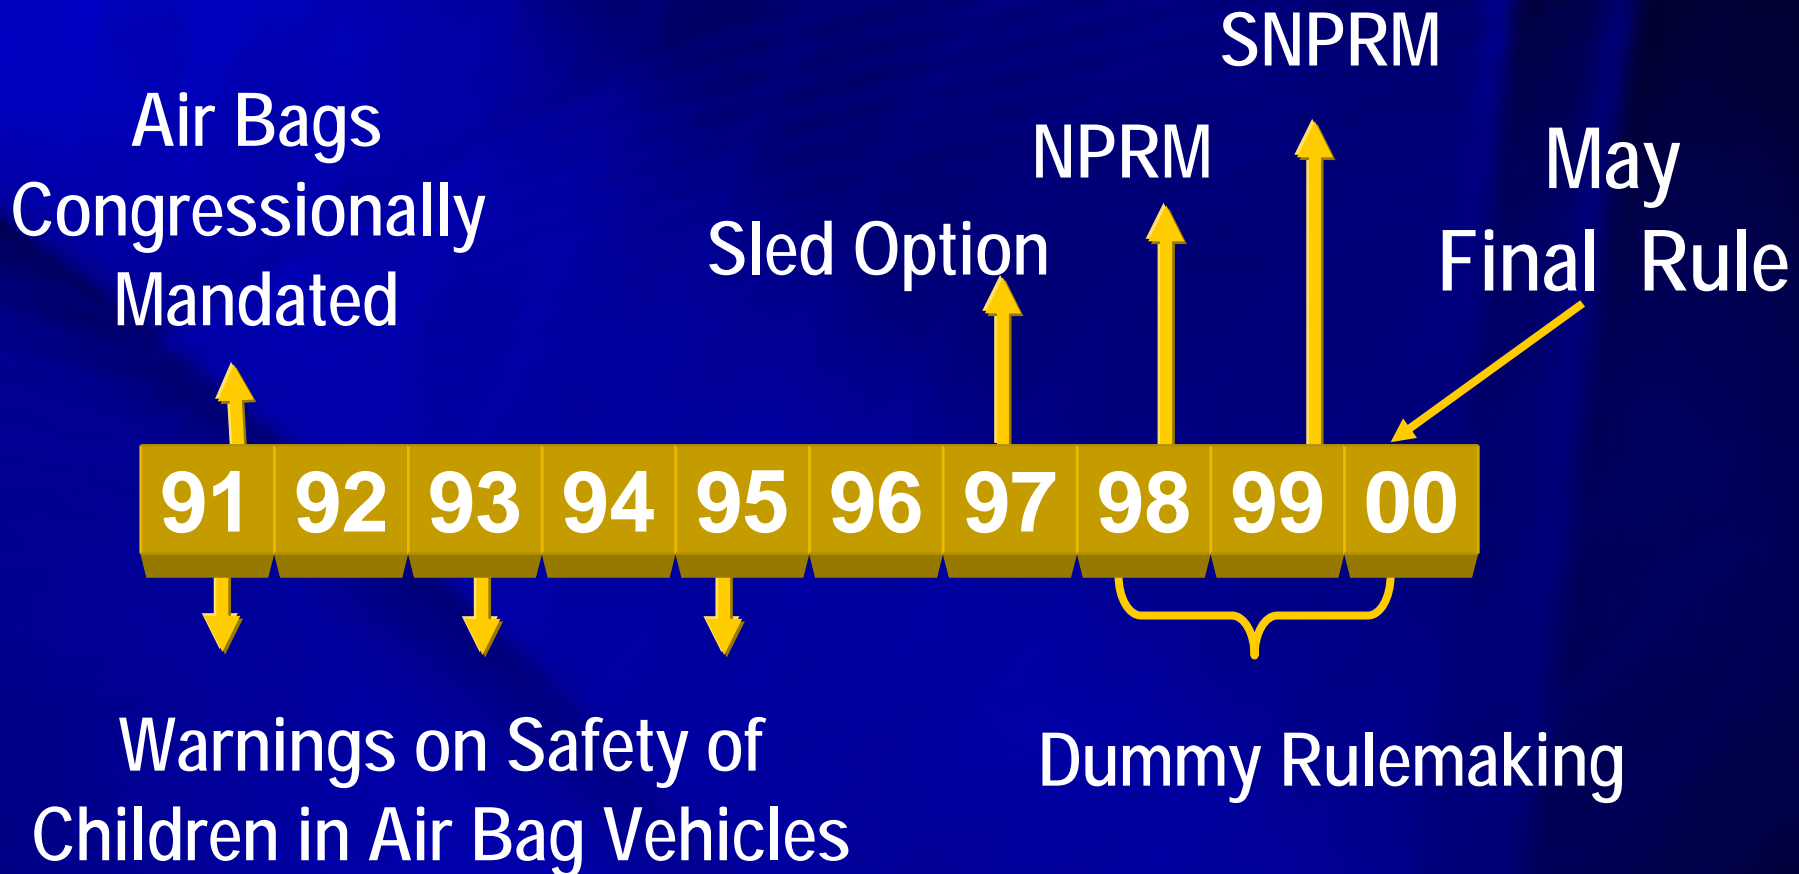 SNPRM
Air Bags
Congressionally
Mandated
NPRM
May
Final Rule
Sled Option
91 92 93 94 95 96 97 98 99 00
Warnings on Safety of
Children in Air Bag Vehicles
Dummy Rulemaking